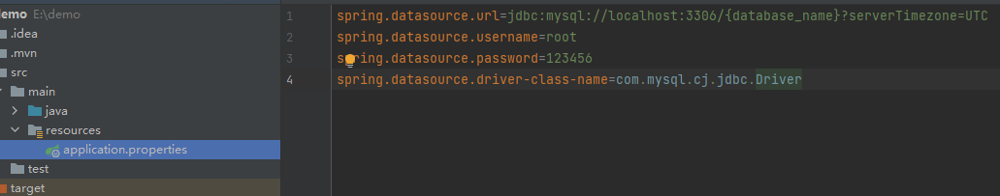 demo E:\demo
.idea
.mvn
src
main
java
resources
application.properties
test
target
1 spring.datasource.url=jdbc:mysql://localhost:3306/{database_name}?serverTimezone=UTC
2 spring.datasource.username=root
3 spring.datasource.password=123456
4 spring.datasource.driver-class-name=com.mysql.cj.jdbc.Driver